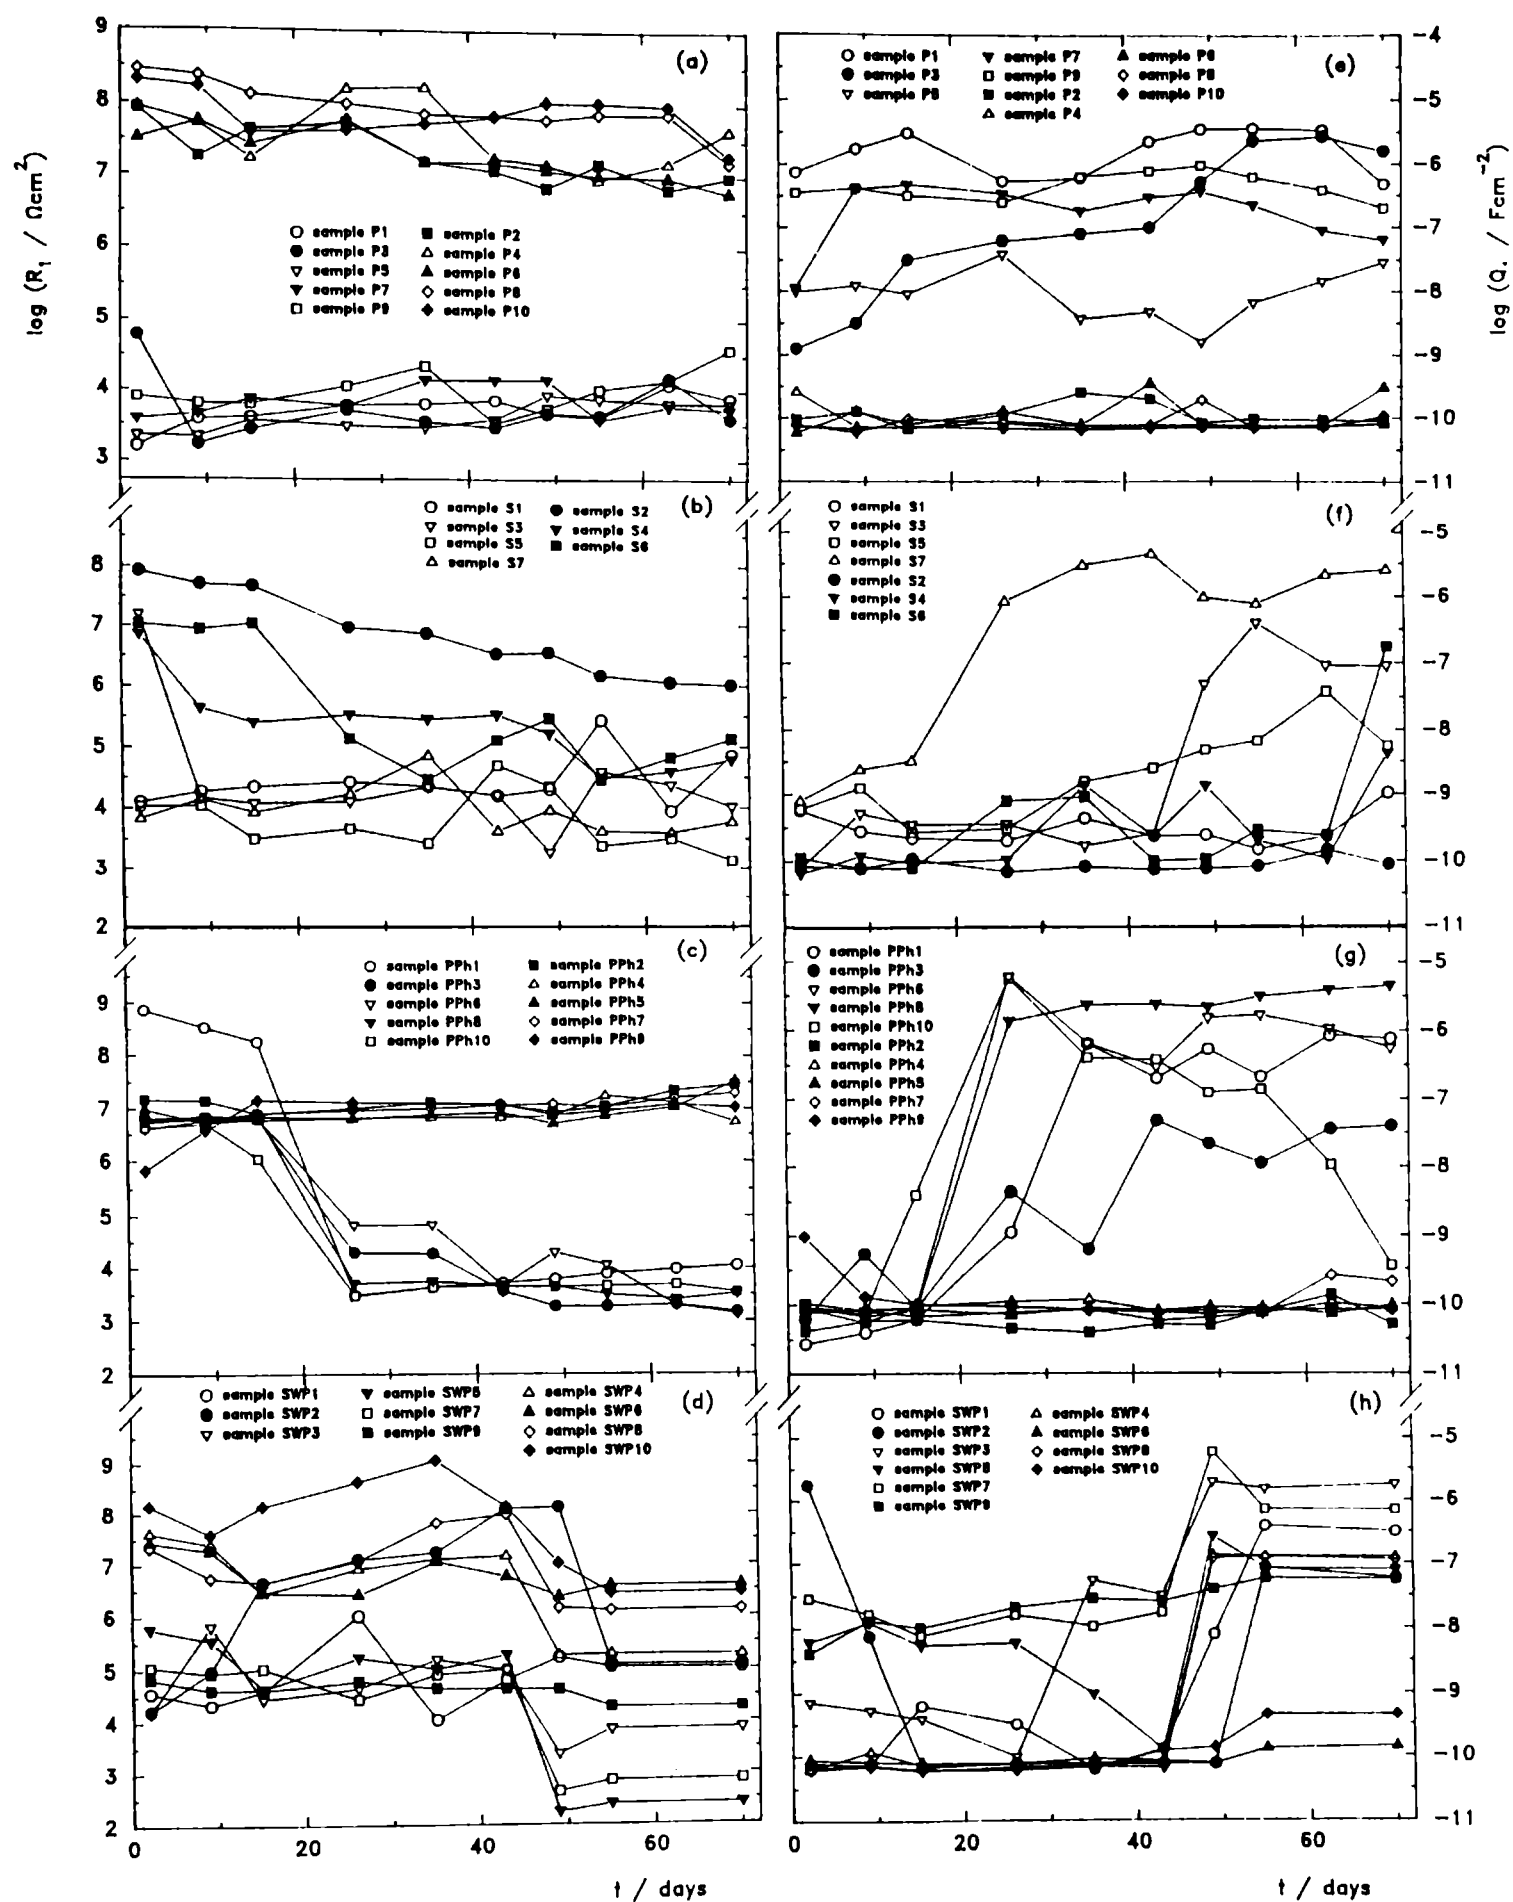 log (R₁ / Ωcm²)
9
8
7
6
5
4
3
(a)
sample P1
sample P3
sample P5
sample P7
sample P9
sample P2
sample P4
sample P6
sample P8
sample P10
(e)
sample P1
sample P3
sample P5
sample P7
sample P9
sample P2
sample P4
sample P6
sample P8
sample P10
-4
-5
-6
-7
-8
-9
-10
-11
log (Q. / Fcm⁻²)
(b)
sample S1
sample S3
sample S5
sample S7
sample S2
sample S4
sample S6
8
7
6
5
4
3
2
(f)
sample S1
sample S3
sample S5
sample S7
sample S2
sample S4
sample S6
-5
-6
-7
-8
-9
-10
-11
(c)
sample PPh1
sample PPh3
sample PPh6
sample PPh8
sample PPh10
sample PPh2
sample PPh4
sample PPh5
sample PPh7
sample PPh9
9
8
7
6
5
4
3
2
(g)
sample PPh1
sample PPh3
sample PPh6
sample PPh8
sample PPh10
sample PPh2
sample PPh4
sample PPh5
sample PPh7
sample PPh9
-5
-6
-7
-8
-9
-10
-11
(d)
sample SWP1
sample SWP2
sample SWP3
sample SWP5
sample SWP7
sample SWP9
sample SWP4
sample SWP6
sample SWP8
sample SWP10
9
8
7
6
5
4
3
2
0
20
40
60
t / days
(h)
sample SWP1
sample SWP2
sample SWP3
sample SWP5
sample SWP7
sample SWP9
sample SWP4
sample SWP6
sample SWP8
sample SWP10
-5
-6
-7
-8
-9
-10
-11
0
20
40
60
t / days